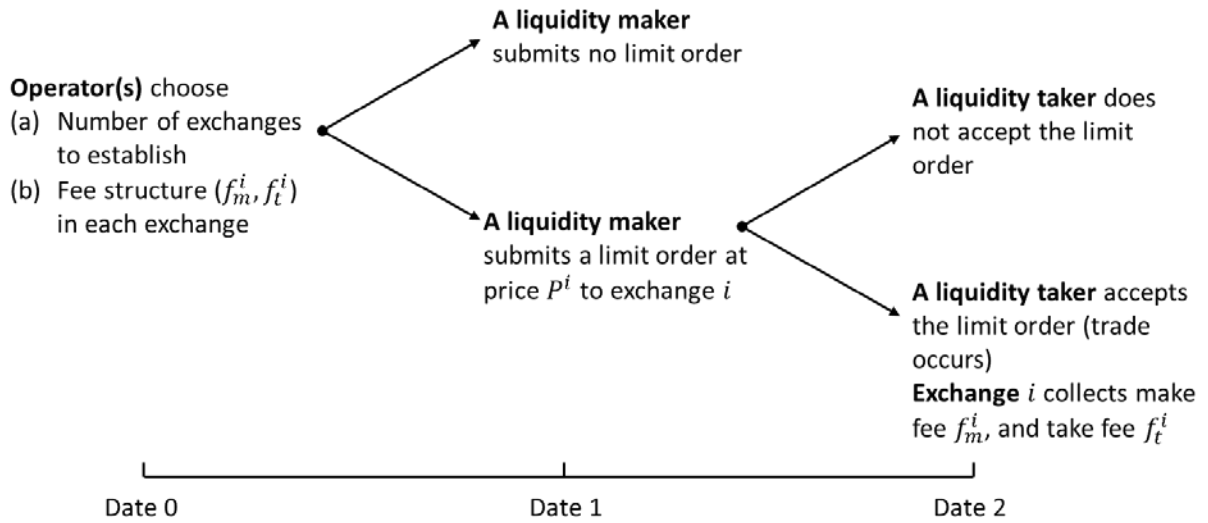 Operator(s) choose
(a) Number of exchanges
to establish
(b) Fee structure (f_m^i, f_t^i)
in each exchange
A liquidity maker
submits no limit order
A liquidity maker
submits a limit order at
price P^i to exchange i
A liquidity taker does
not accept the limit
order
A liquidity taker accepts
the limit order (trade
occurs)
Exchange i collects make
fee f_m^i, and take fee f_t^i
Date 0
Date 1
Date 2